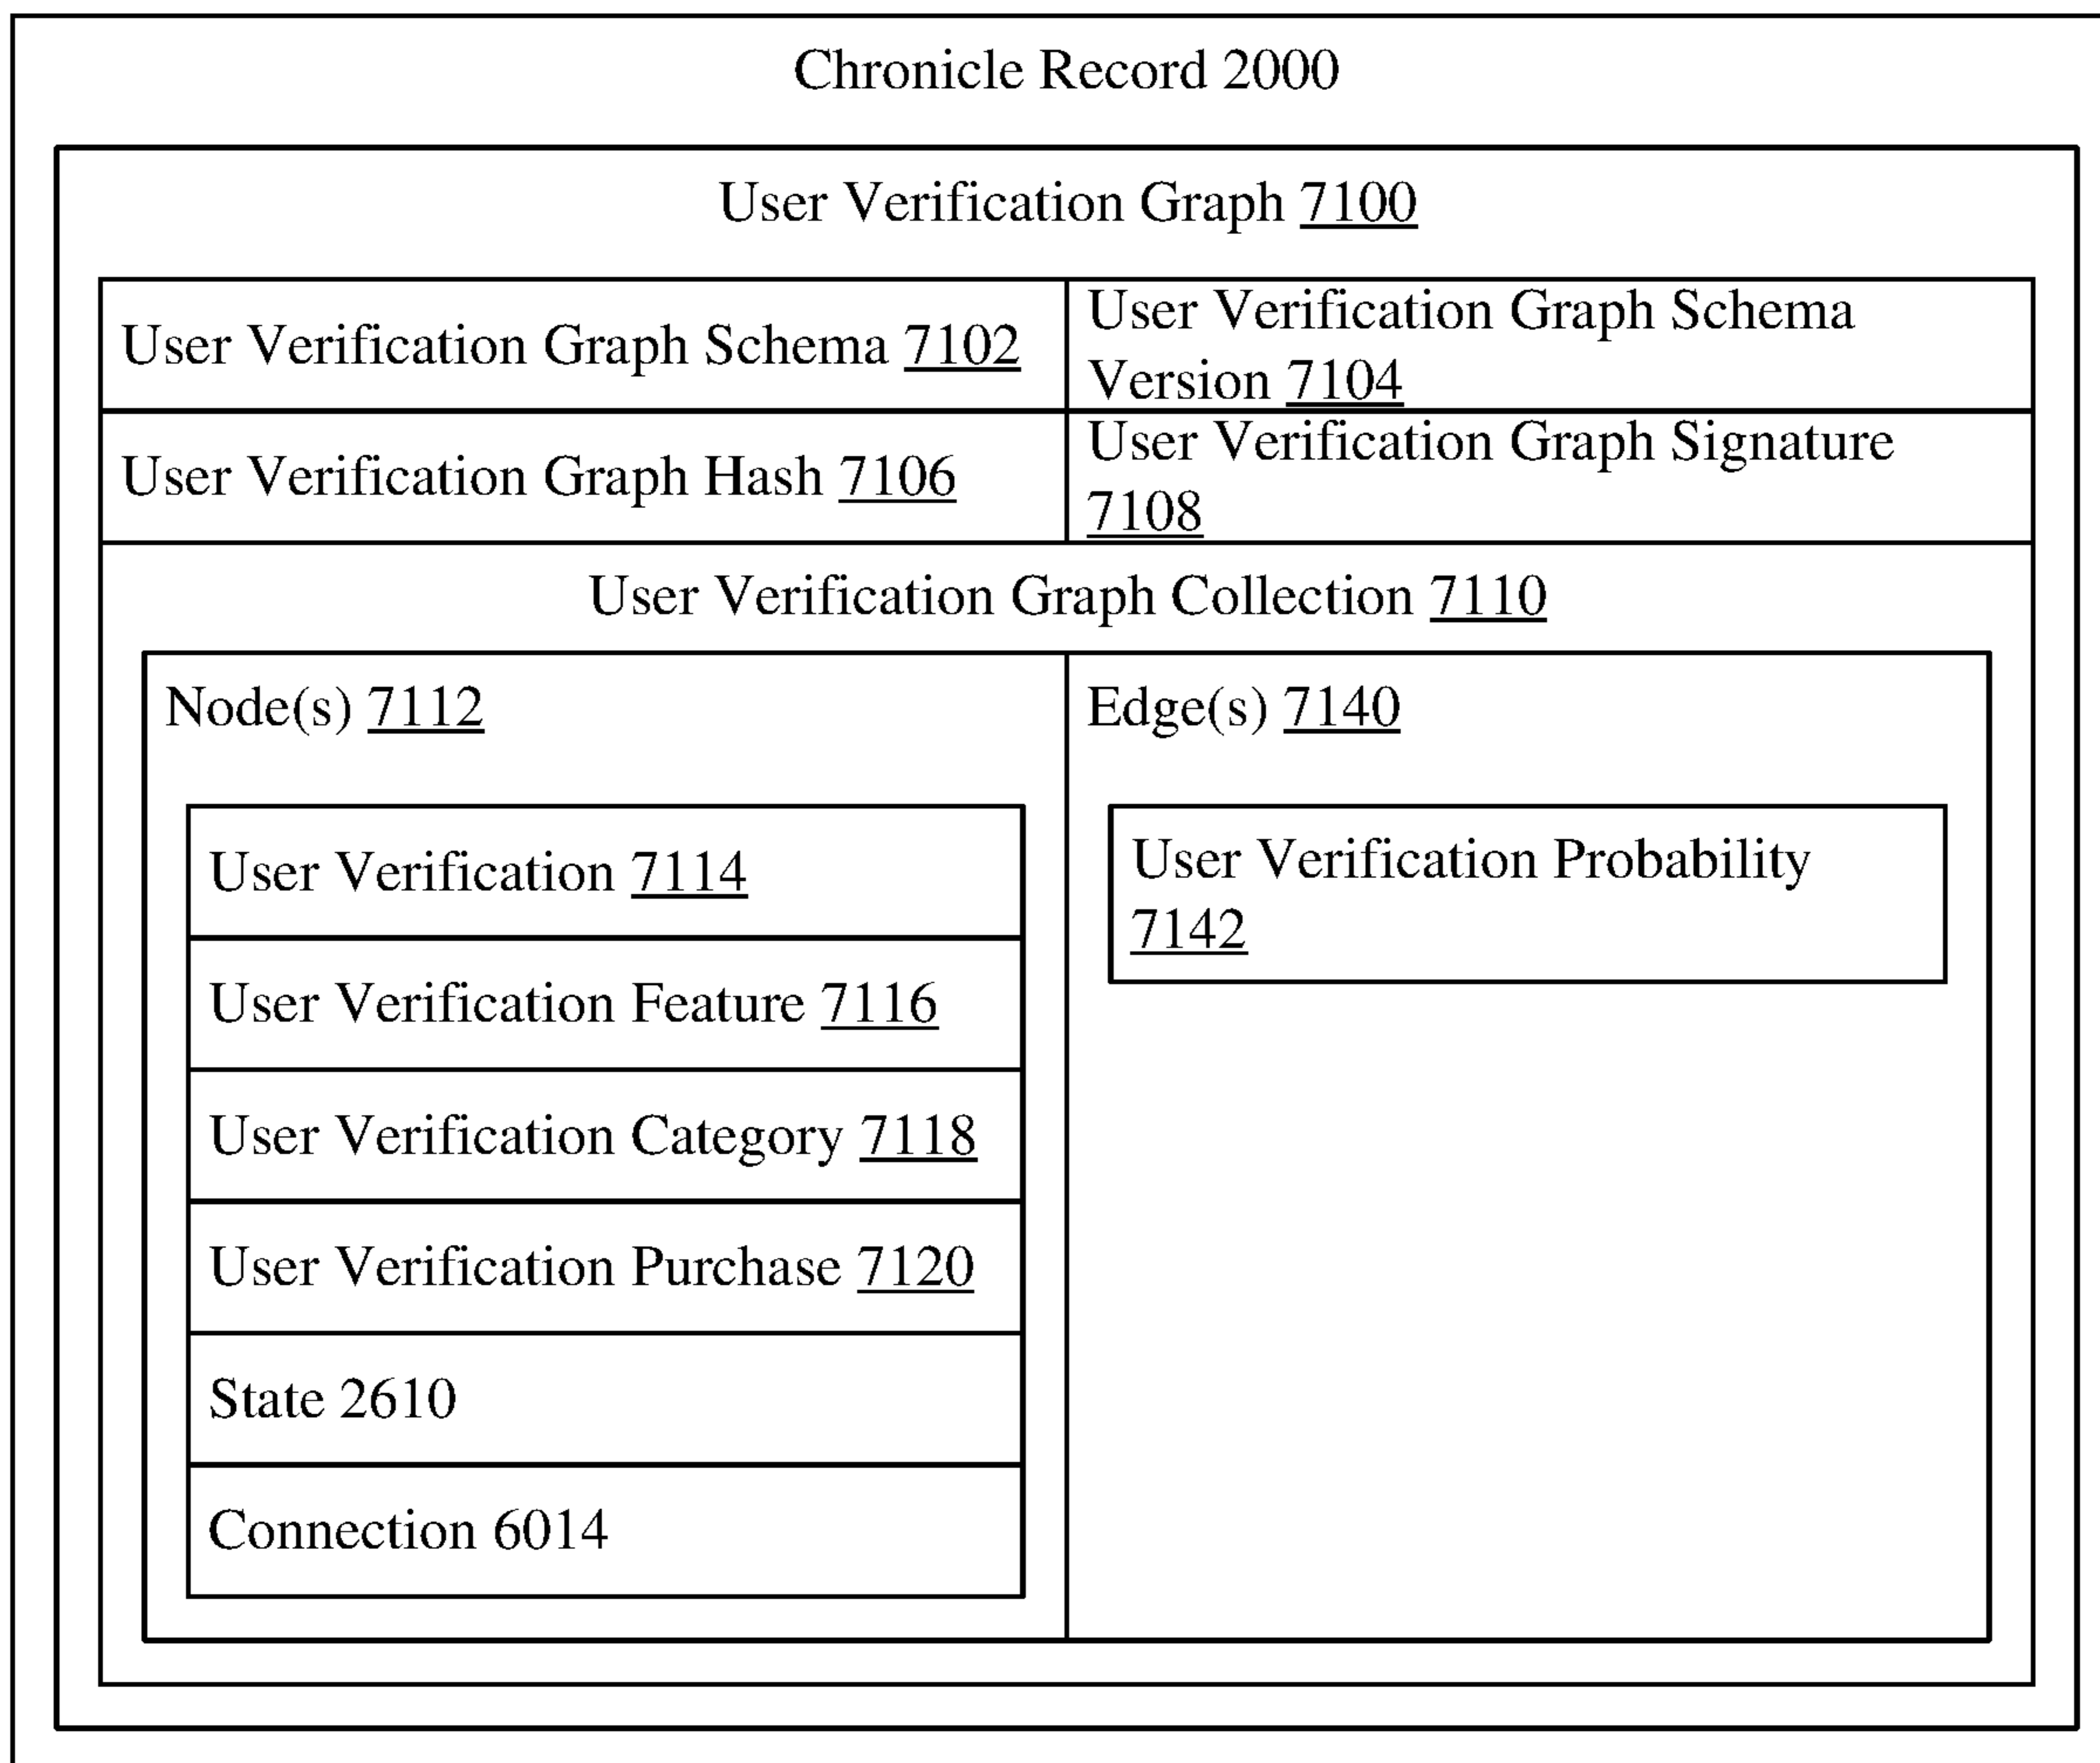 Chronicle Record 2000
User Verification Graph 7100
User Verification Graph Schema 7102
User Verification Graph Schema
Version 7104
User Verification Graph Hash 7106
User Verification Graph Signature
7108
User Verification Graph Collection 7110
Node(s) 7112
User Verification 7114
User Verification Feature 7116
User Verification Category 7118
User Verification Purchase 7120
State 2610
Connection 6014
Edge(s) 7140
User Verification Probability
7142